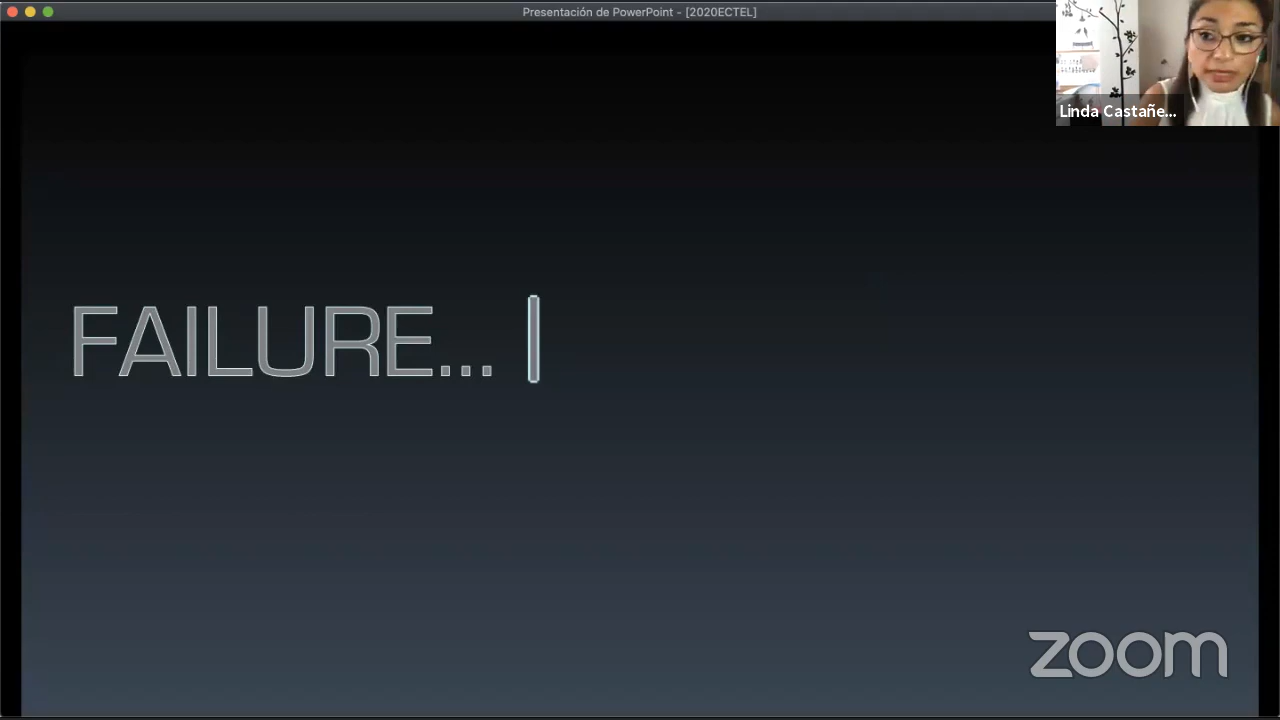 Presentación de PowerPoint - [2020ECTEL]
Linda Castañe...
FAILURE...
zoom